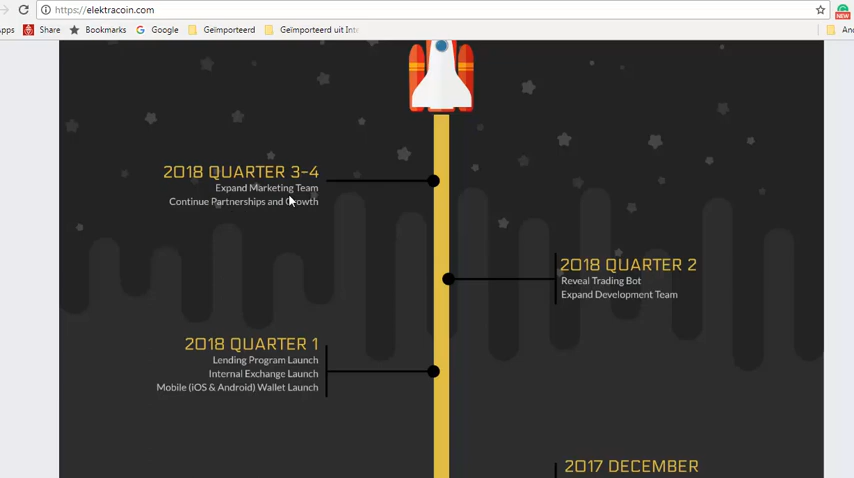 https://elektracoin.com
NEW
Apps
Share
Bookmarks
Google
Geïmporteerd
Geïmporteerd uit Int
2018 QUARTER 3-4
Expand Marketing Team
Continue Partnerships and Growth
2018 QUARTER 2
Reveal Trading Bot
Expand Development Team
2018 QUARTER 1
Lending Program Launch
Internal Exchange Launch
Mobile (iOS & Android) Wallet Launch
2017 DECEMBER